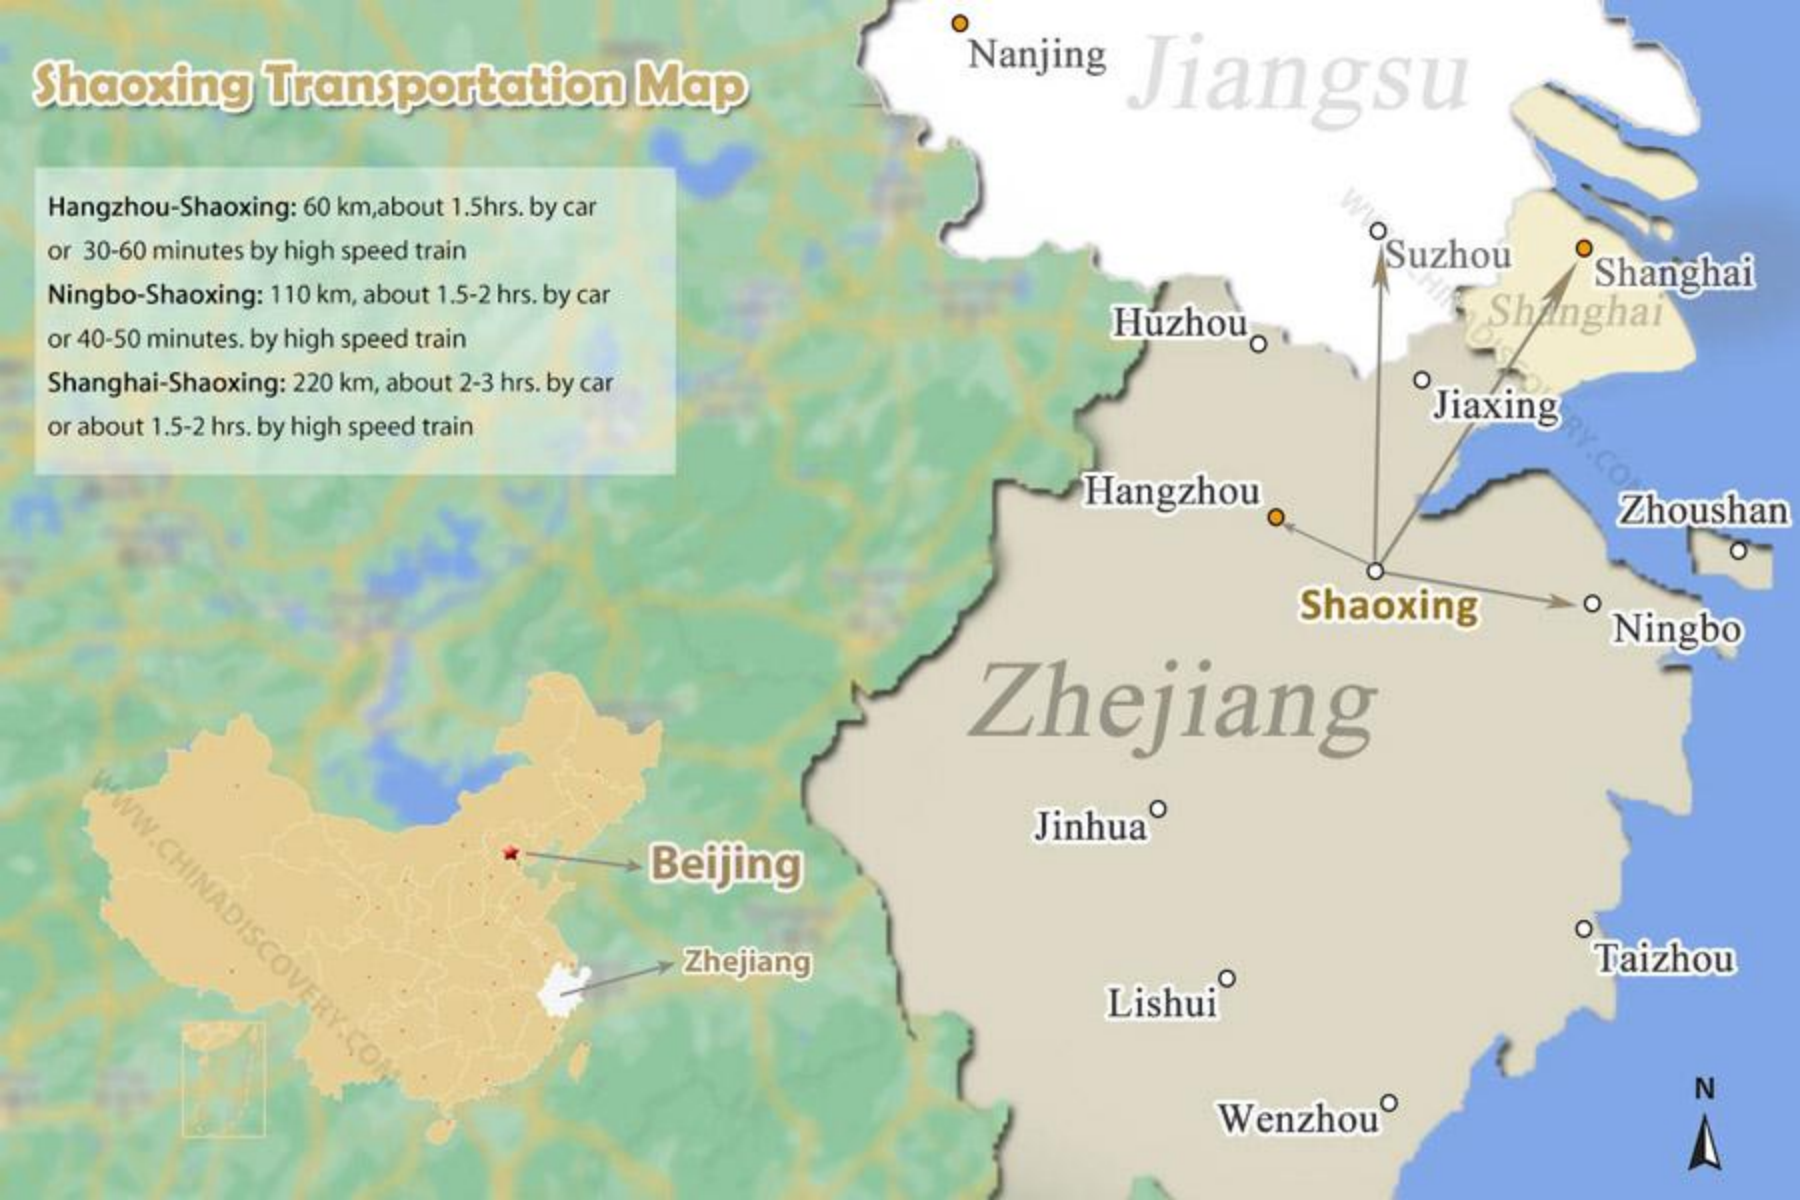 Shaoxing Transportation Map
Hangzhou-Shaoxing: 60 km,about 1.5hrs. by car
or 30-60 minutes by high speed train
Ningbo-Shaoxing: 110 km, about 1.5-2 hrs. by car
or 40-50 minutes. by high speed train
Shanghai-Shaoxing: 220 km, about 2-3 hrs. by car
or about 1.5-2 hrs. by high speed train
Nanjing
Jiangsu
Suzhou
Shanghai
Shanghai
Huzhou
Jiaxing
Hangzhou
Zhoushan
Shaoxing
Ningbo
Zhejiang
Jinhua
Beijing
Zhejiang
Taizhou
Lishui
Wenzhou
N
WWW.CHINADISCOVERY.COM
WWW.CHINADISCOVERY.COM